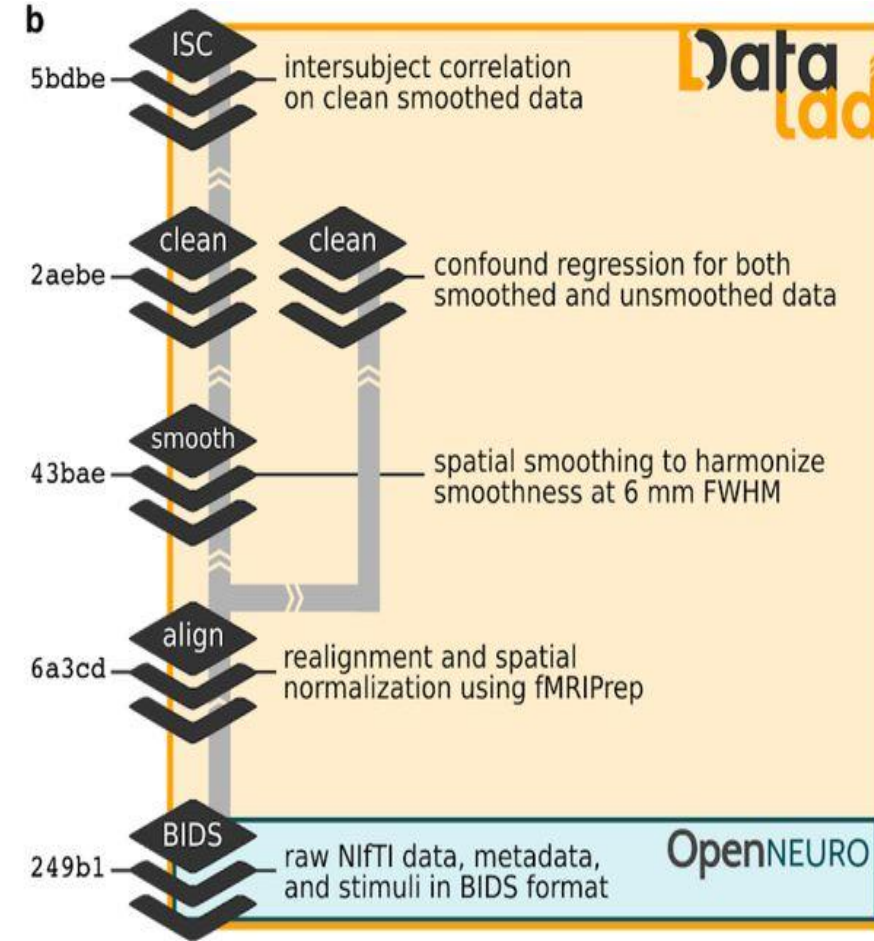 b
ISC
5bdbe
intersubject correlation
on clean smoothed data
Data
lad
clean
clean
2aebe
confound regression for both
smoothed and unsmoothed data
smooth
43bae
spatial smoothing to harmonize
smoothness at 6 mm FWHM
align
6a3cd
realignment and spatial
normalization using fMRIPrep
BIDS
249b1
raw NIfTI data, metadata,
and stimuli in BIDS format
OpenNEURO